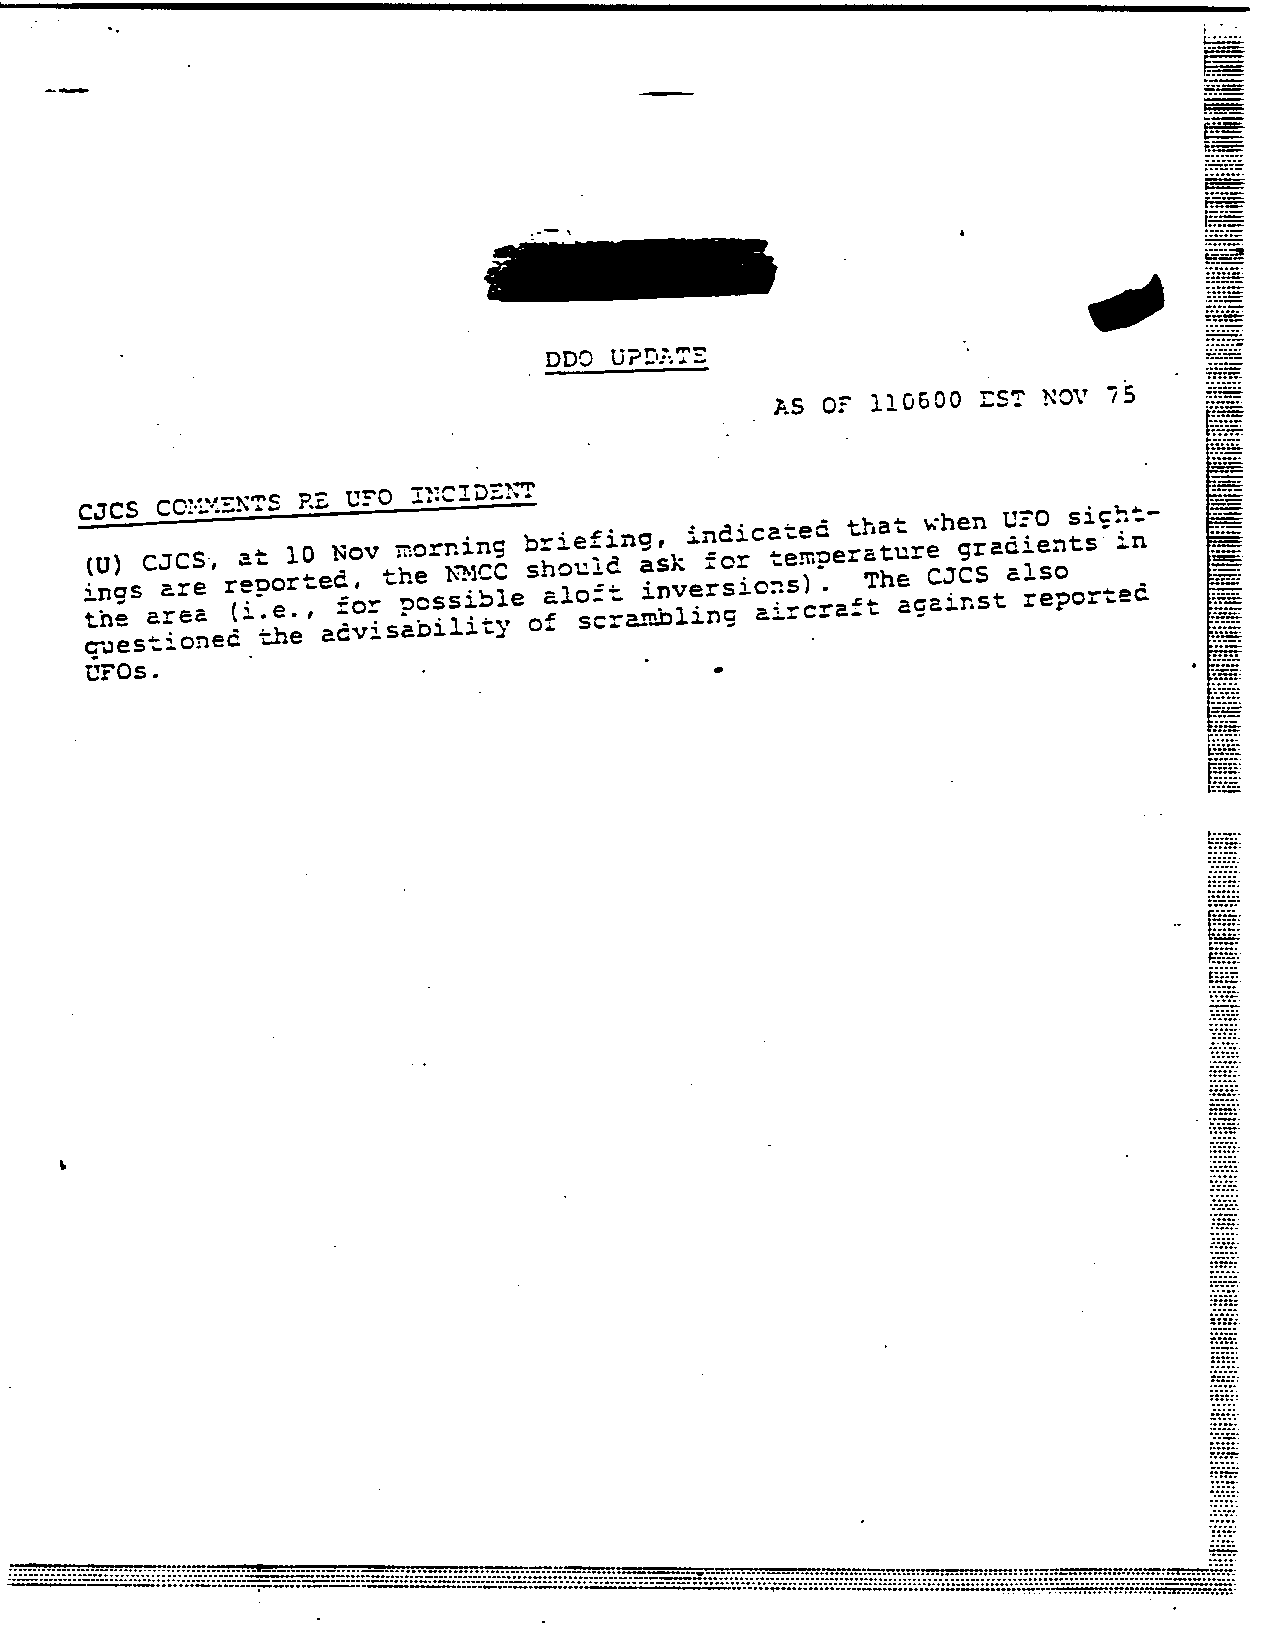 DDO UPDATE
AS OF 110600 EST NOV 75
CJCS COMMENTS RE UFO INCIDENT
(U) CJCS, at 10 Nov morning briefing, indicated that when UFO sight-
ings are reported, the NMCC should ask for temperature gradients in
the area (i.e., for possible aloft inversions). The CJCS also
questioned the advisability of scrambling aircraft against reported
UFOs.